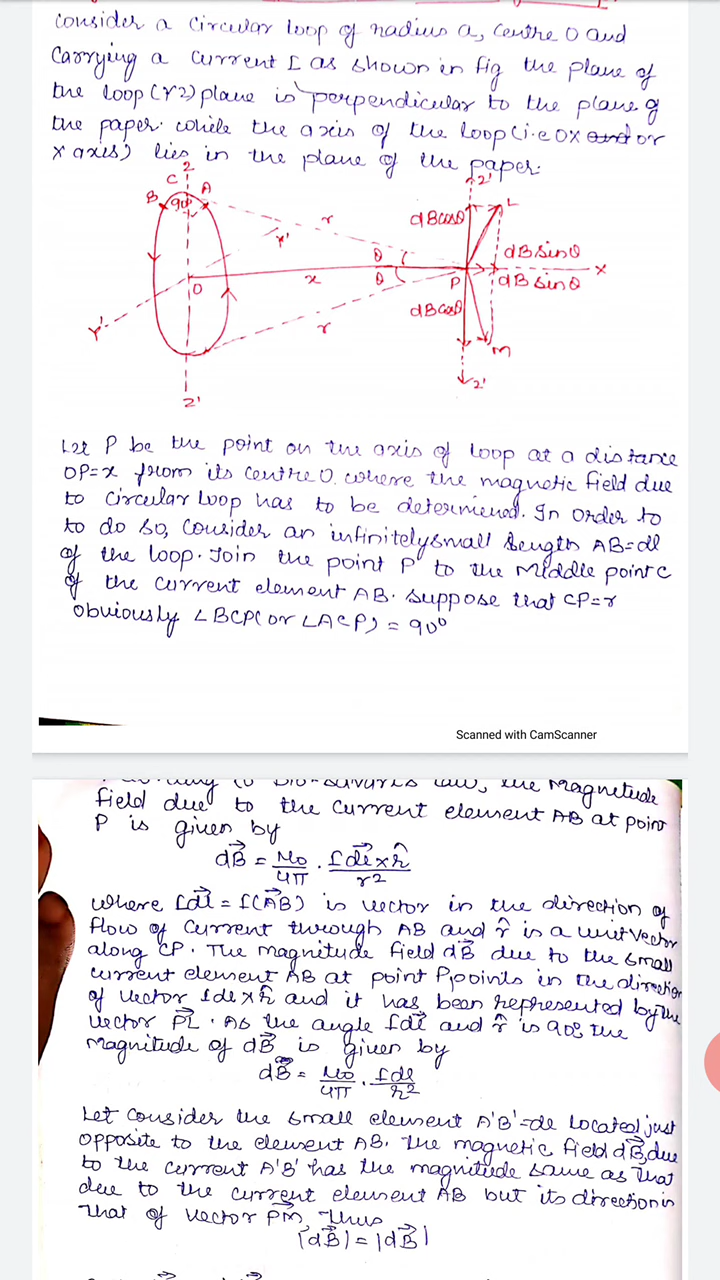 consider a circular loop of radius a, centre O and
Carrying a current I as shown in fig the plane of
the loop (YZ) plane is perpendicular to the plane of
the paper. while the axis of the loop (i.e OX or
X axis) lies in the plane of the paper.
Z
C
A
B
90
Z'
L
r
dBcosθ
Y'
θ
dBsinθ
X
O
x
θ
P
dBsinθ
r
dBcosθ
Y'
M
Z'
Z'
Let P be the point on the axis of loop at a distance
OP=x from its centre O. where the magnetic field due
to circular loop has to be determined. In order to
to do so, consider an infinitely small length AB=dl
of the loop. Join the point P to the middle point C
of the current element AB. suppose that CP=r
obviously ∠BCP(or ∠ACP) = 90°
Scanned with CamScanner
law, the magnetude
field due to the current element AB at point
P is given by
dB⃗ = μ0/4π . I dl⃗ × r̂/r2
where Idl⃗ = I(AB⃗) is vector in the direction of
flow of current through AB and r̂ is a unit vector
along CP. The magnetude field dB⃗ due to the small
current element AB at point P points in the direction
of vector Idl × r̂ and it has been represented by the
vector PL⃗. As the angle Idl⃗ and r̂ is 90°, the
magnitude of dB⃗ is given by
dB⃗ = μ0/4π . Idl/r2
Let consider the small element A'B'=dl located just
opposite to the element AB. The magnetic field dB⃗, due
to the current A'B' has the magnitude same as that
due to the current element AB but its direction is
that of vector PM⃗, Thus
|dB⃗| = |dB⃗|